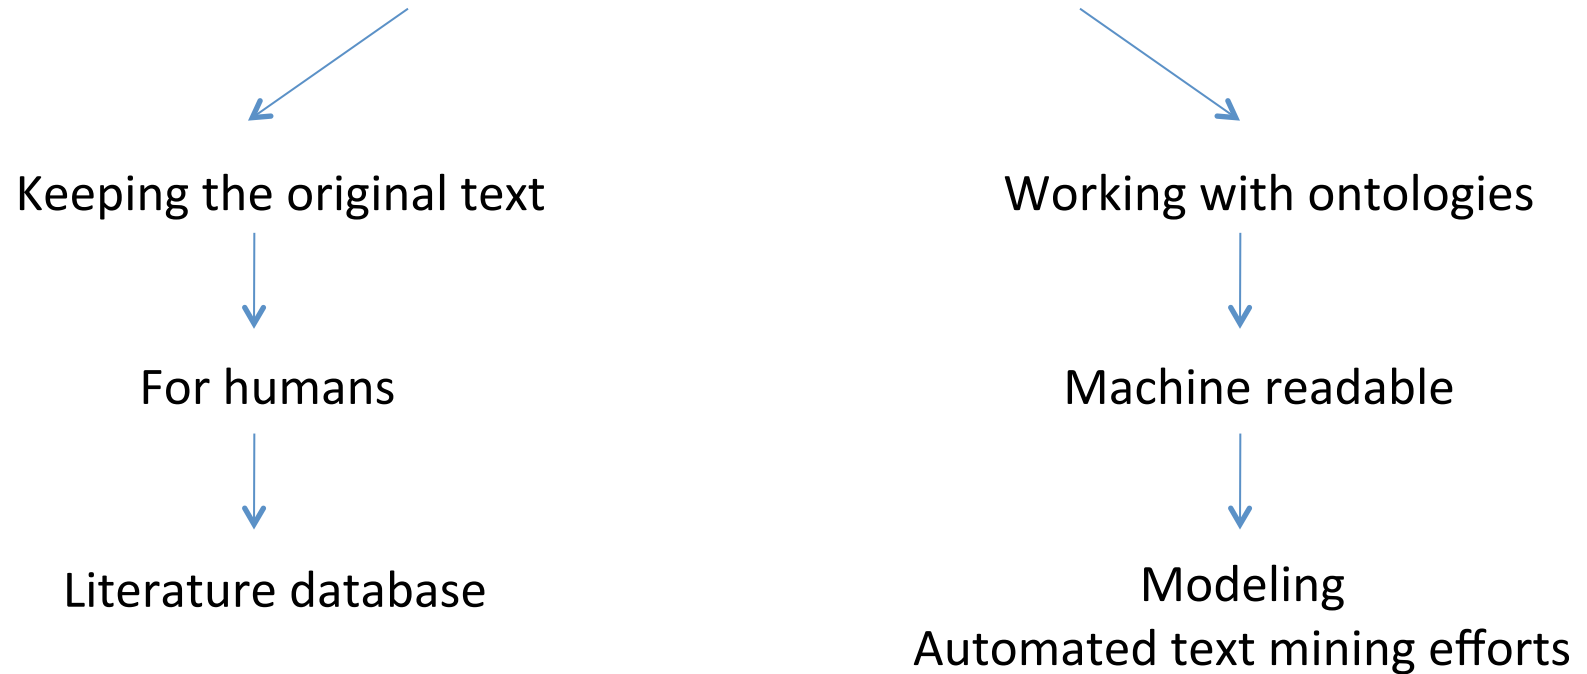 Keeping the original text
Working with ontologies
For humans
Machine readable
Literature database
Modeling
Automated text mining efforts